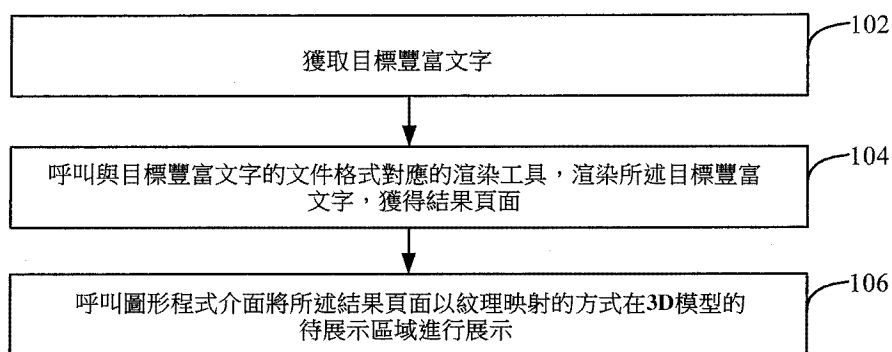 102
獲取目標豐富文字
104
呼叫與目標豐富文字的文件格式對應的渲染工具，渲染所述目標豐富
文字，獲得結果頁面
106
呼叫圖形程式介面將所述結果頁面以紋理映射的方式在3D模型的
待展示區域進行展示